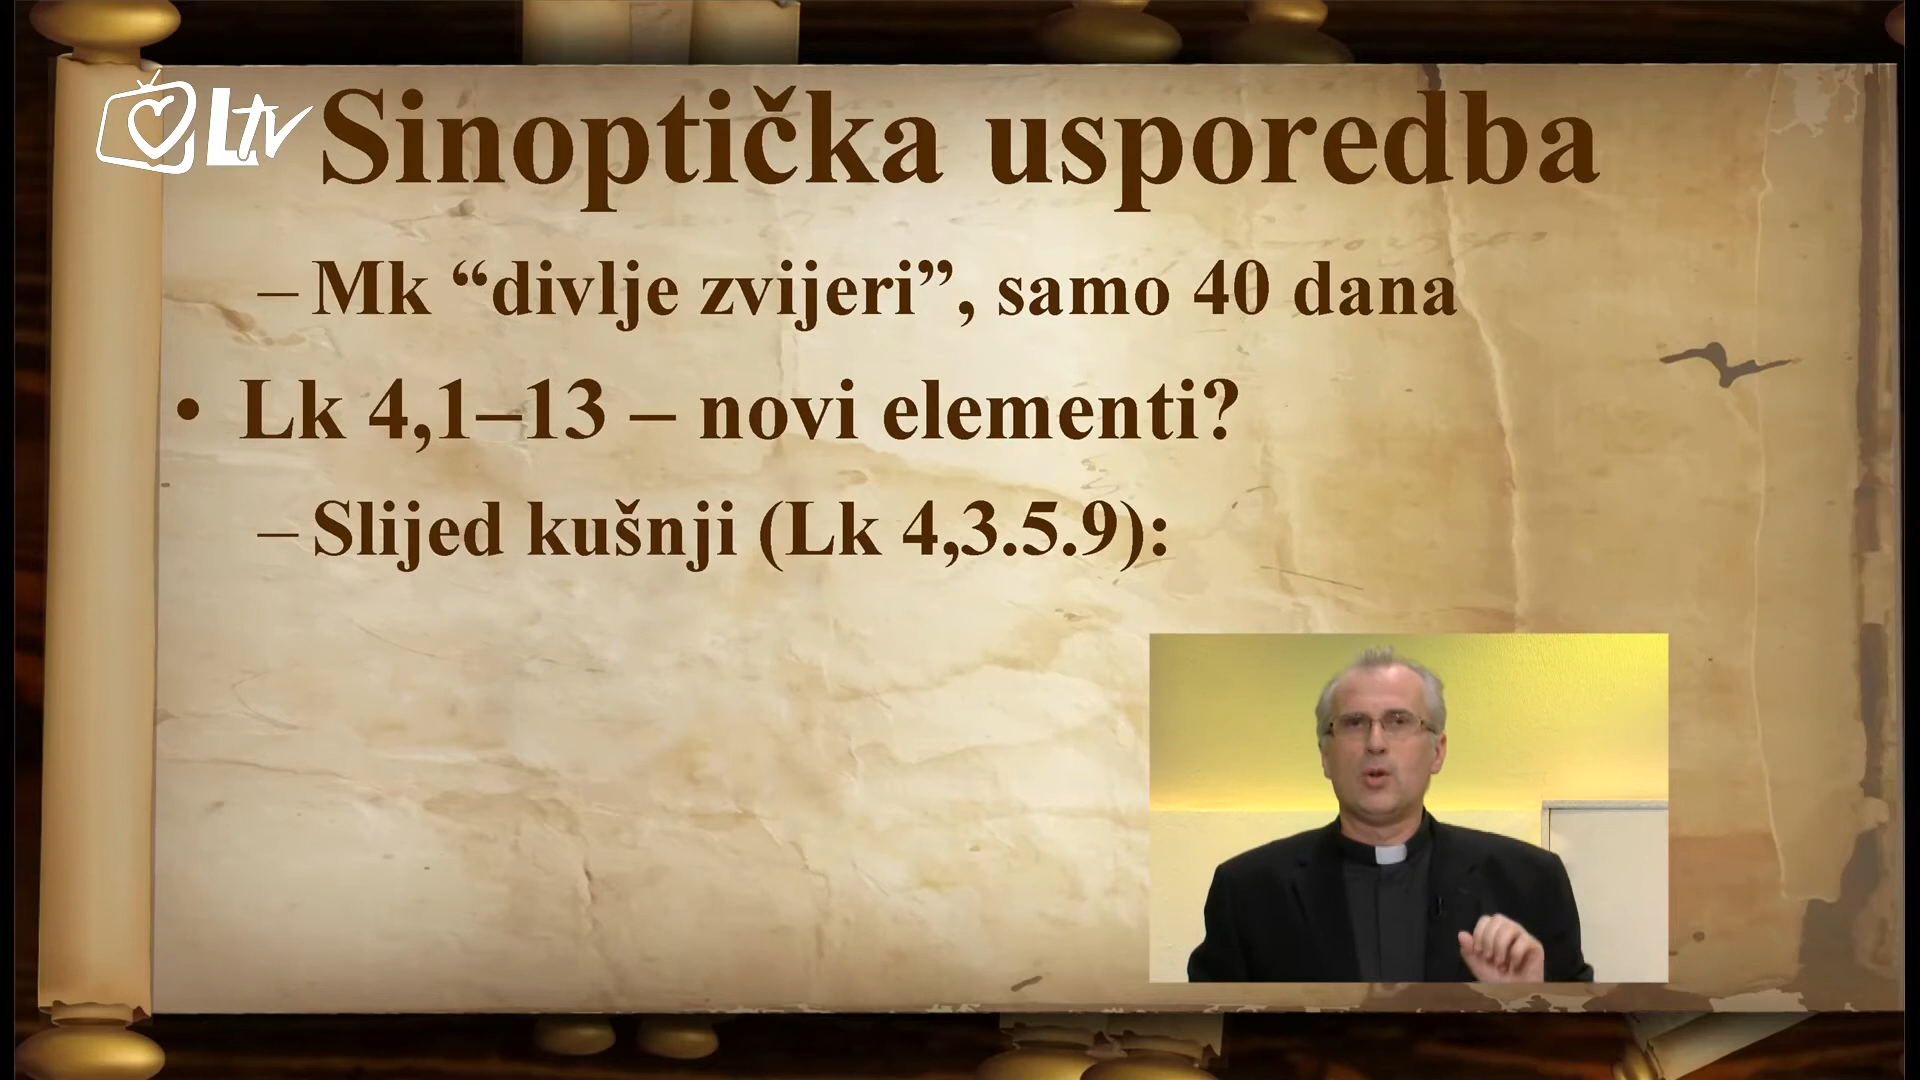 LTV
Sinoptička usporedba
– Mk “divlje zvijeri”, samo 40 dana
• Lk 4,1–13 – novi elementi?
– Slijed kušnji (Lk 4,3.5.9):